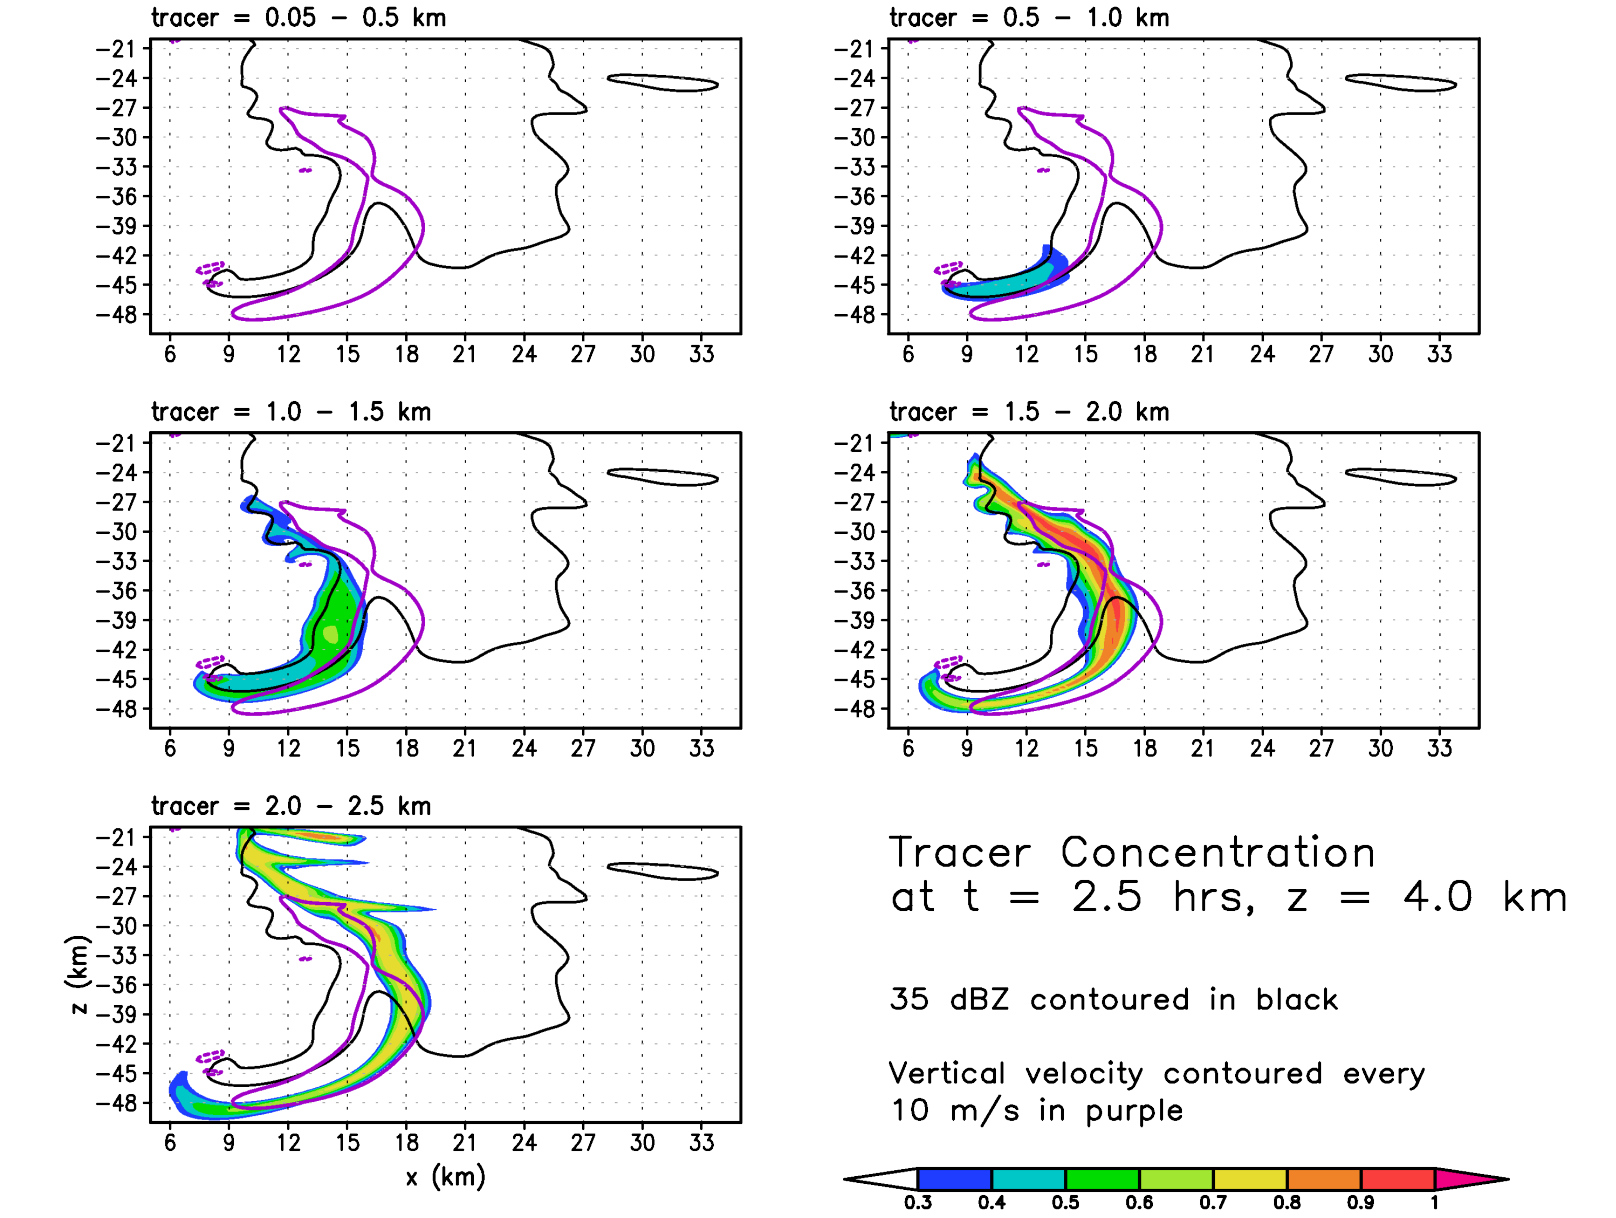 tracer = 0.05 − 0.5 km
−21
−24
−27
−30
−33
−36
−39
−42
−45
−48
6 9 12 15 18 21 24 27 30 33
tracer = 0.5 − 1.0 km
−21
−24
−27
−30
−33
−36
−39
−42
−45
−48
6 9 12 15 18 21 24 27 30 33
tracer = 1.0 − 1.5 km
−21
−24
−27
−30
−33
−36
−39
−42
−45
−48
6 9 12 15 18 21 24 27 30 33
tracer = 1.5 − 2.0 km
−21
−24
−27
−30
−33
−36
−39
−42
−45
−48
6 9 12 15 18 21 24 27 30 33
tracer = 2.0 − 2.5 km
−21
−24
−27
−30
−33
−36
−39
−42
−45
−48
z (km)
6 9 12 15 18 21 24 27 30 33
x (km)
Tracer Concentration
at t = 2.5 hrs, z = 4.0 km
35 dBZ contoured in black
Vertical velocity contoured every
10 m/s in purple
0.3 0.4 0.5 0.6 0.7 0.8 0.9 1